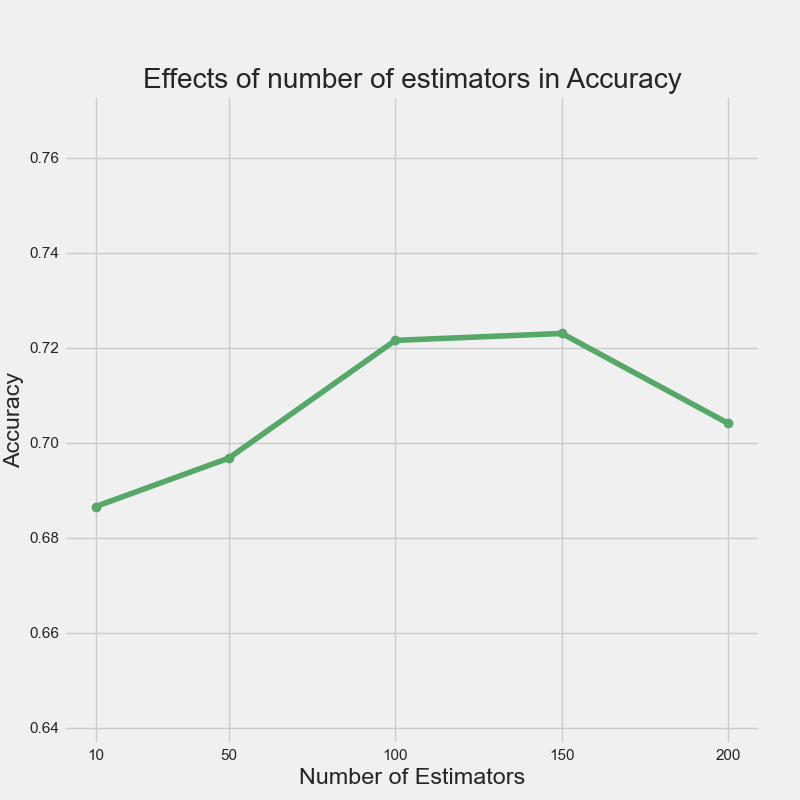 Effects of number of estimators in Accuracy
0.76
0.74
0.72
0.70
0.68
0.66
0.64
Accuracy
10 50 100 150 200
Number of Estimators